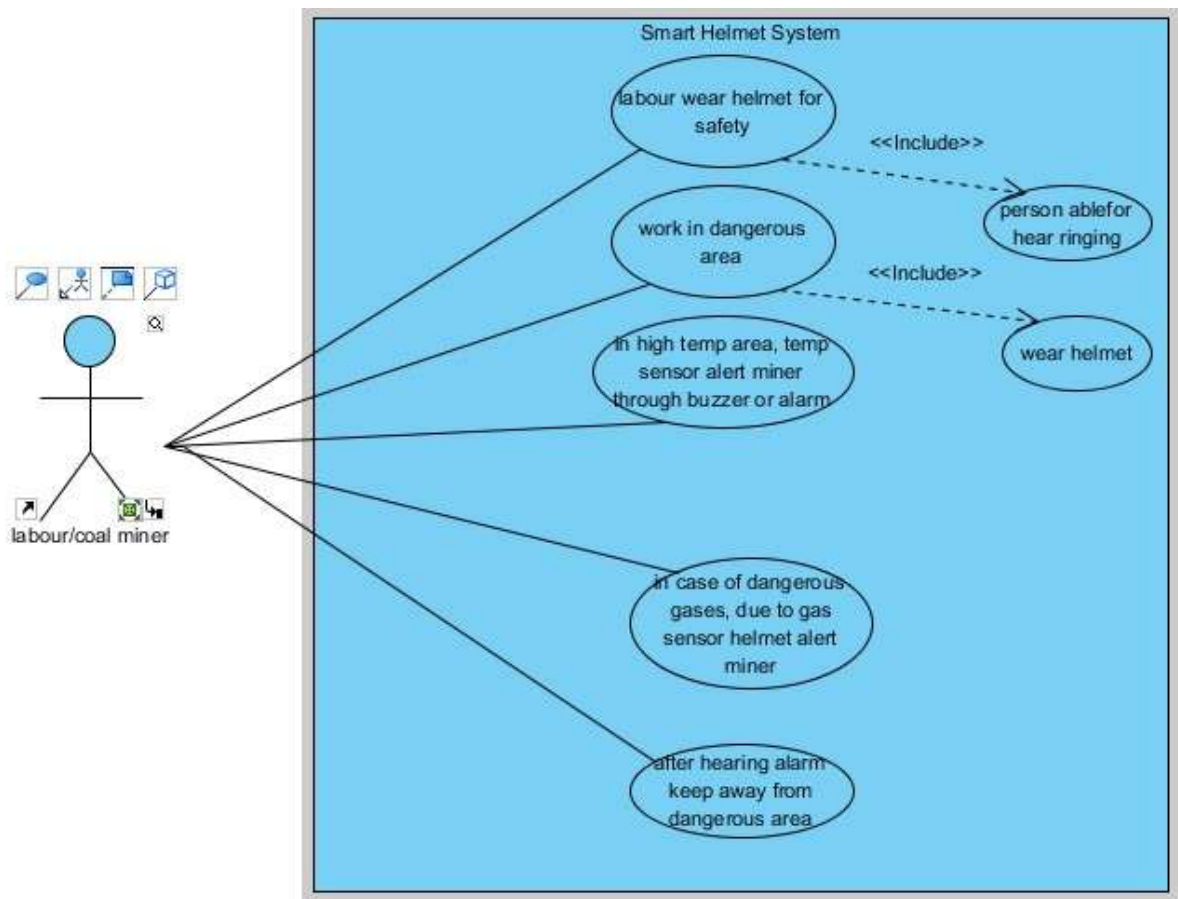 Smart Helmet System
labour wear helmet for
safety
<<Include>>
person ablefor
hear ringing
work in dangerous
area
<<Include>>
wear helmet
in high temp area, temp
sensor alert miner
through buzzer or alarm
labour/coal miner
in case of dangerous
gases, due to gas
sensor helmet alert
miner
after hearing alarm
keep away from
dangerous area